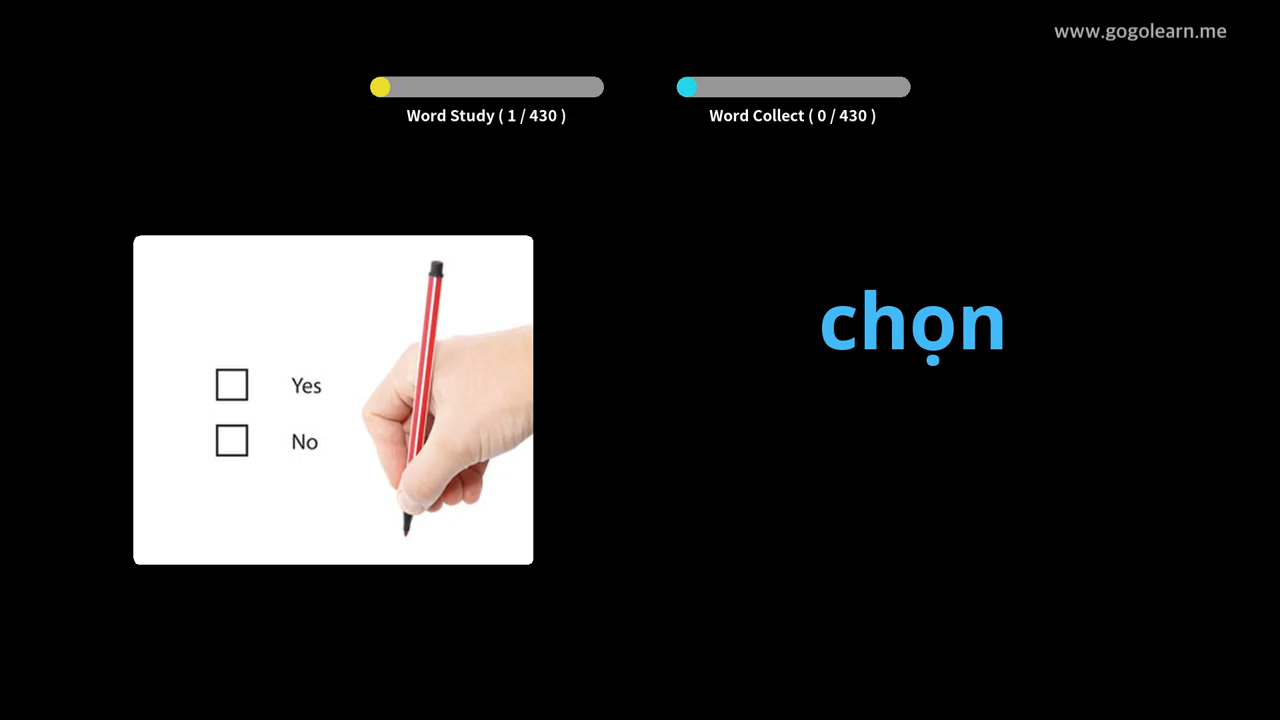 www.gogolearn.me
Word Study ( 1 / 430 )
Word Collect ( 0 / 430 )
Yes
No
chọn